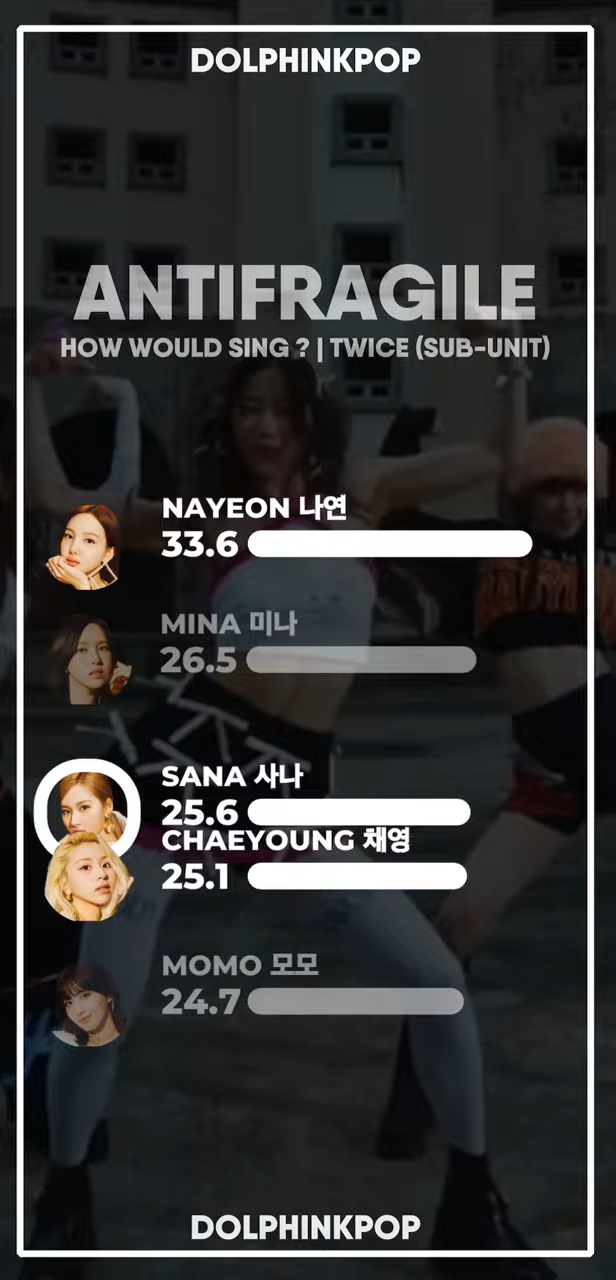 DOLPHINKPOP
ANTIFRAGILE
HOW WOULD SING ? | TWICE (SUB-UNIT)
NAYEON 나연
33.6
MINA 미나
26.5
SANA 사나
25.6
CHAEYOUNG 채영
25.1
MOMO 모모
24.7
DOLPHINKPOP